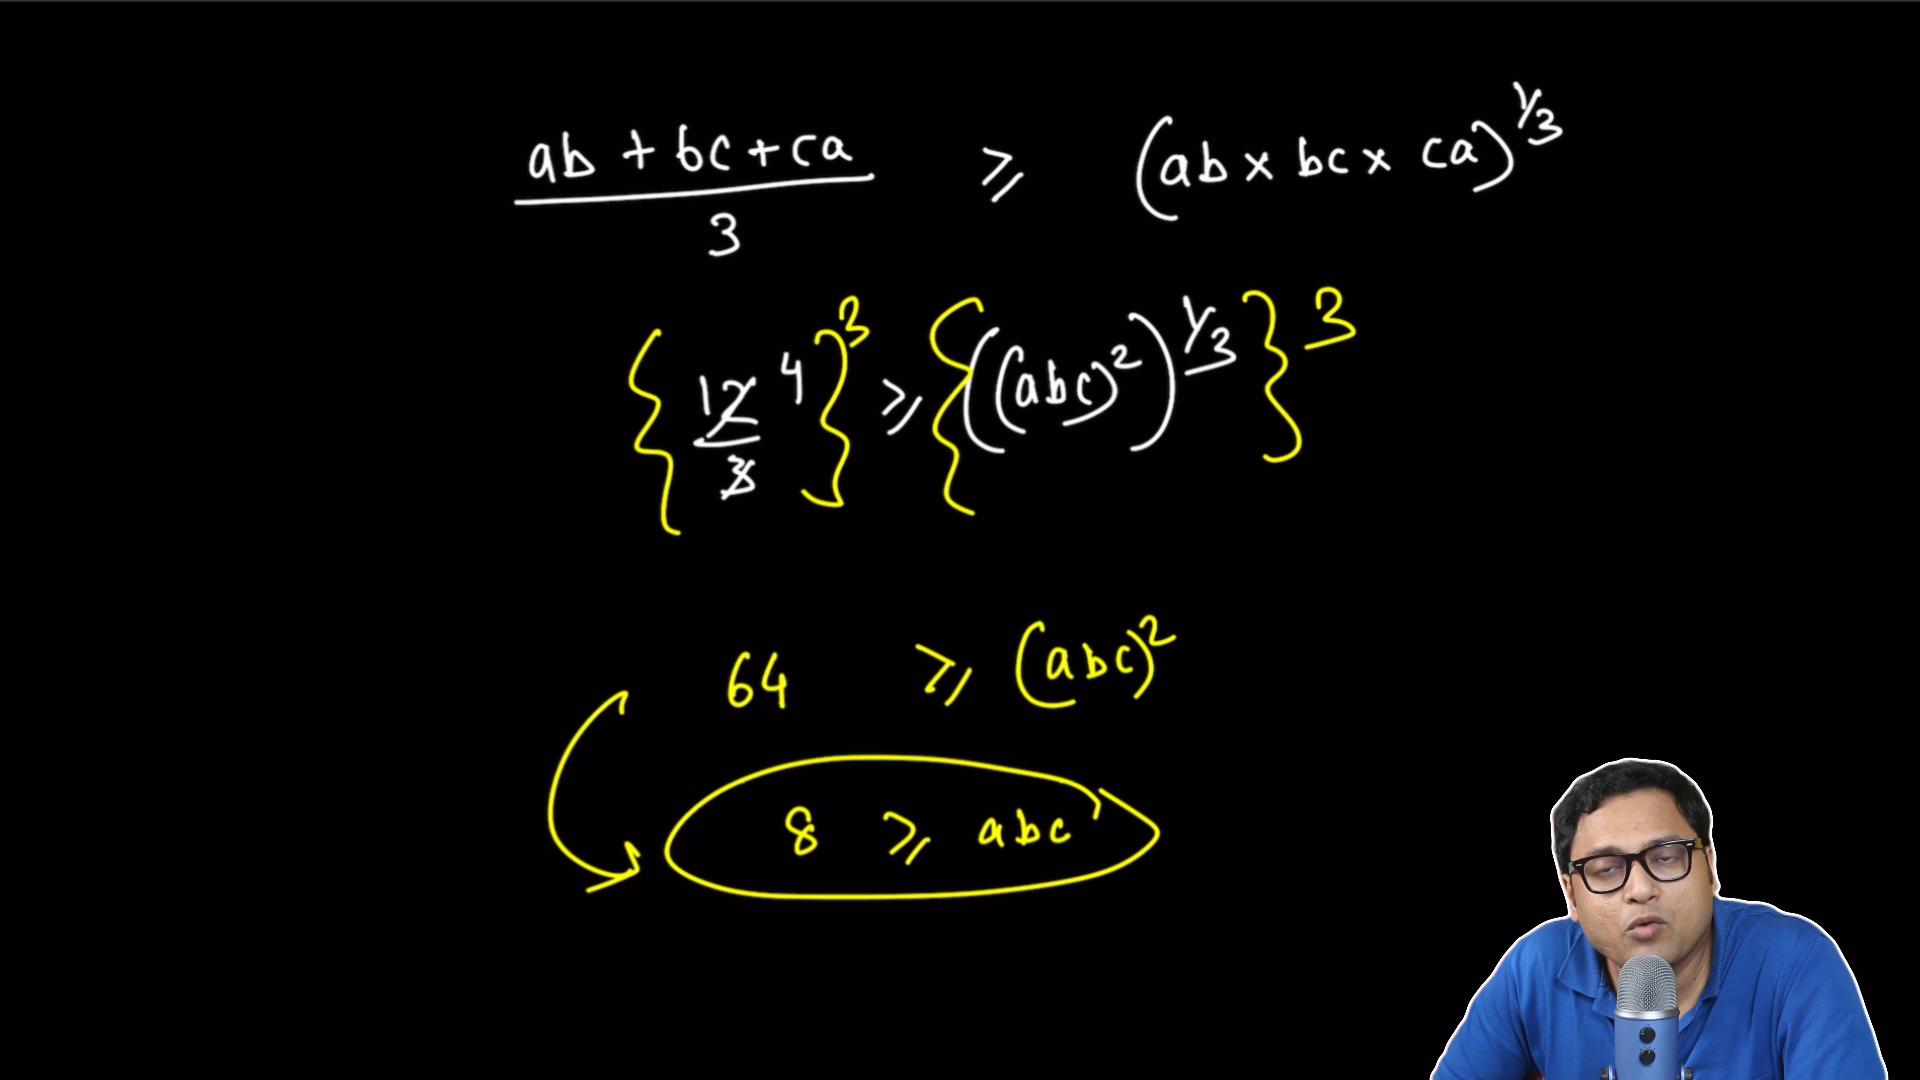 ab + bc + ca / 3 ⩾ (ab × bc × ca)^1/3
{12/3 4}^3 ⩾ {((abc)^2)^1/3}^3
64 ⩾ (abc)^2
8 ⩾ abc